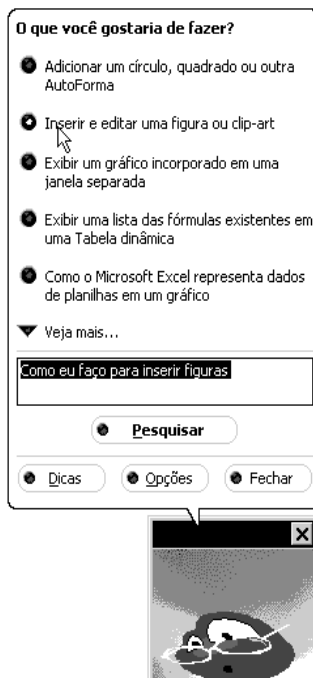 O que você gostaria de fazer?
Adicionar um círculo, quadrado ou outra
AutoForma
Inserir e editar uma figura ou clip-art
Exibir um gráfico incorporado em uma
janela separada
Exibir uma lista das fórmulas existentes em
uma Tabela dinâmica
Como o Microsoft Excel representa dados
de planilhas em um gráfico
Veja mais...
Como eu faço para inserir figuras
Pesquisar
Dicas
Opções
Fechar